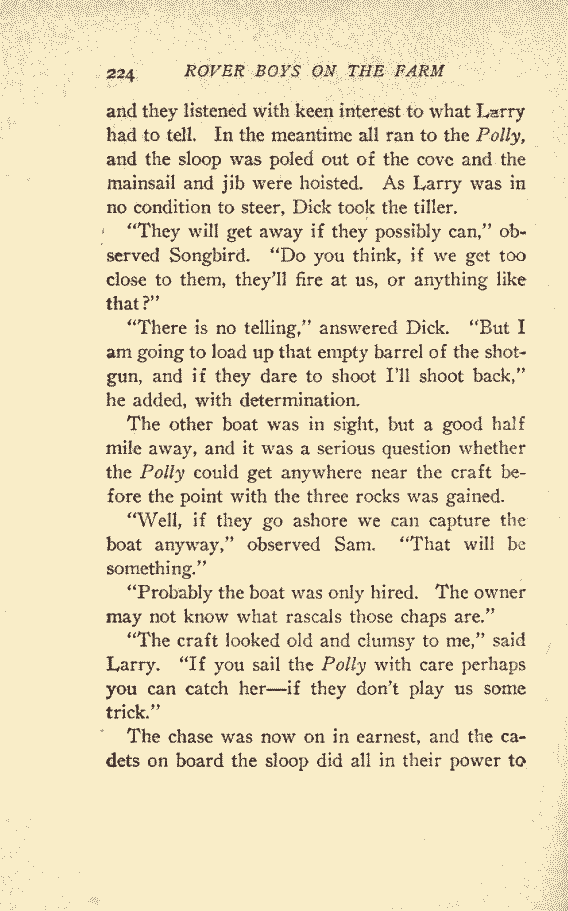 224 ROVER BOYS ON THE FARM
and they listened with keen interest to what Larry
had to tell. In the meantime all ran to the Polly,
and the sloop was poled out of the cove and the
mainsail and jib were hoisted. As Larry was in
no condition to steer, Dick took the tiller.
“They will get away if they possibly can,” ob-
served Songbird. “Do you think, if we get too
close to them, they’ll fire at us, or anything like
that?”
“There is no telling,” answered Dick. “But I
am going to load up that empty barrel of the shot-
gun, and if they dare to shoot I’ll shoot back,”
he added, with determination.
The other boat was in sight, but a good half
mile away, and it was a serious question whether
the Polly could get anywhere near the craft be-
fore the point with the three rocks was gained.
“Well, if they go ashore we can capture the
boat anyway,” observed Sam. “That will be
something.”
“Probably the boat was only hired. The owner
may not know what rascals those chaps are.”
“The craft looked old and clumsy to me,” said
Larry. “If you sail the Polly with care perhaps
you can catch her—if they don’t play us some
trick.”
The chase was now on in earnest, and the ca-
dets on board the sloop did all in their power to